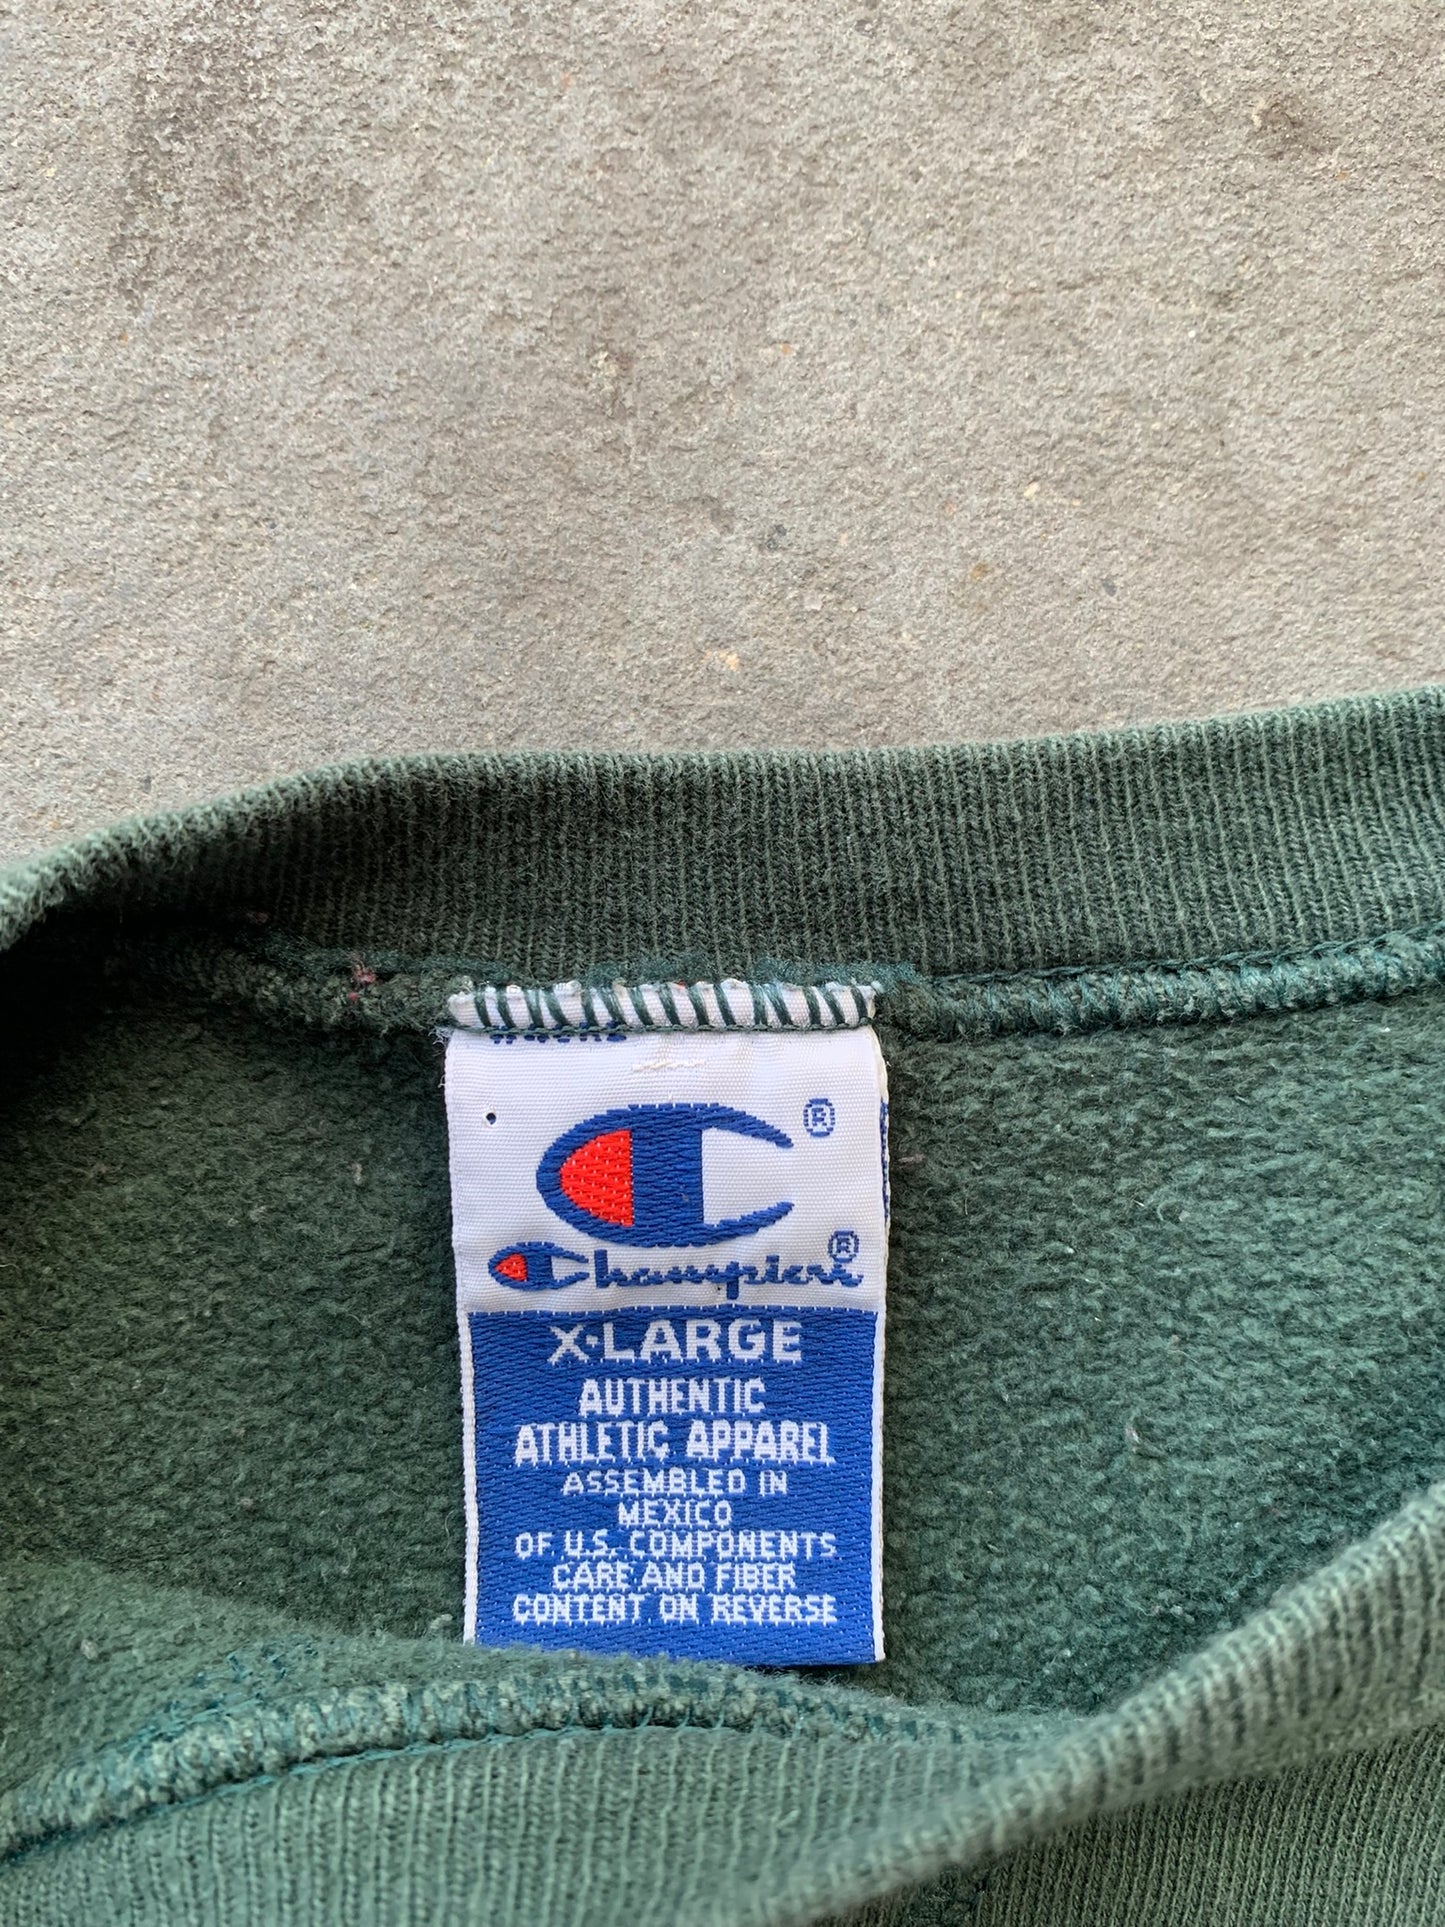 ®
Champion®
X-LARGE
AUTHENTIC
ATHLETIC APPAREL
ASSEMBLED IN
MEXICO
OF U.S. COMPONENTS
CARE AND FIBER
CONTENT ON REVERSE